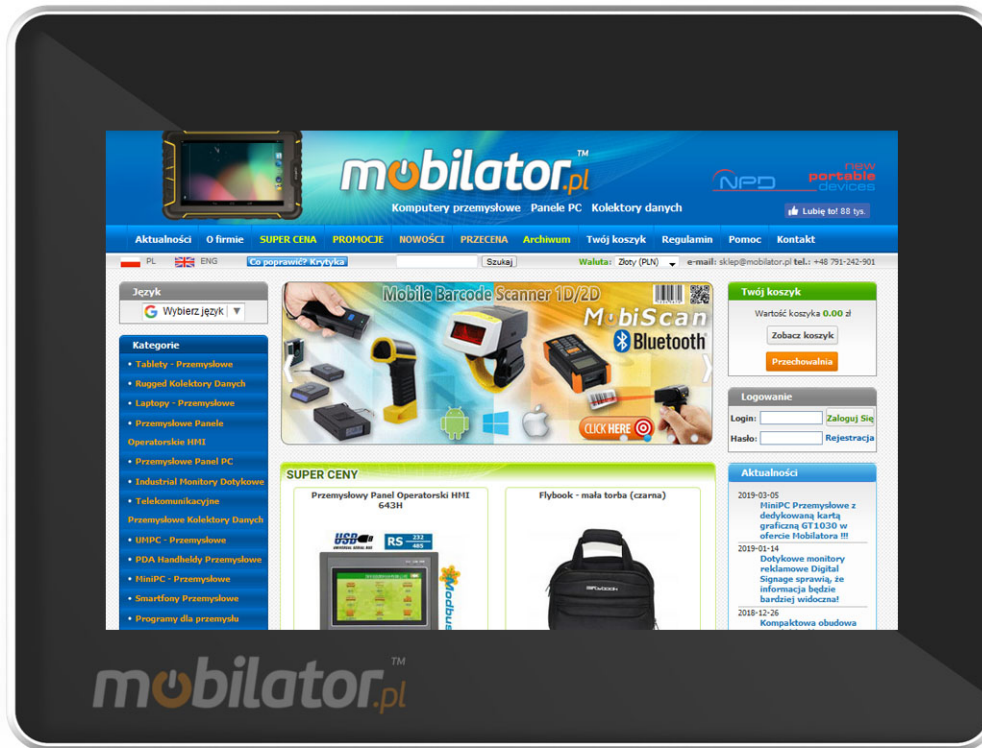 mobilator.pl™
Komputery przemysłowe Panele PC Kolektory danych
NPD
new
portable
devices
Lubię to! 88 tys.
Aktualności O firmie SUPER CENA PROMOCJE NOWOŚCI PRZECENA Archiwum Twój koszyk Regulamin Pomoc Kontakt
PL ENG Co poprawić? Krytyka Szukaj Waluta: Złoty (PLN) e-mail: sklep@mobilator.pl tel.: +48 791-242-901
Język
G Wybierz język
Kategorie
• Tablety - Przemysłowe
• Rugged Kolektory Danych
• Laptopy - Przemysłowe
• Przemysłowe Panele
Operatorskie HMI
• Przemysłowe Panel PC
• Industrial Monitory Dotykowe
• Telekomunikacyjne
Przemysłowe Kolektory Danych
• UMPC - Przemysłowe
• PDA Handheldy Przemysłowe
• MiniPC - Przemysłowe
• Smartfony Przemysłowe
• Programy dla przemysłu
Mobile Barcode Scanner 1D/2D
MobiScan
Bluetooth
CLICK HERE
SUPER CENY
Przemysłowy Panel Operatorski HMI
643H
USB
UNIVERSAL SERIAL BUS
RS 232
485
Modbus
Flybook - mała torba (czarna)
Twój koszyk
Wartość koszyka 0.00 zł
Zobacz koszyk
Przechowalnia
Logowanie
Login: Zaloguj Się
Hasło: Rejestracja
Aktualności
2019-03-05
MiniPC Przemysłowe z
dedykowaną kartą
graficzną GT1030 w
ofercie Mobilatora !!!
2019-01-14
Dotykowe monitory
reklamowe Digital
Signage sprawią, że
informacja będzie
bardziej widoczna!
2018-12-26
Kompaktowa obudowa
mobilator.pl™